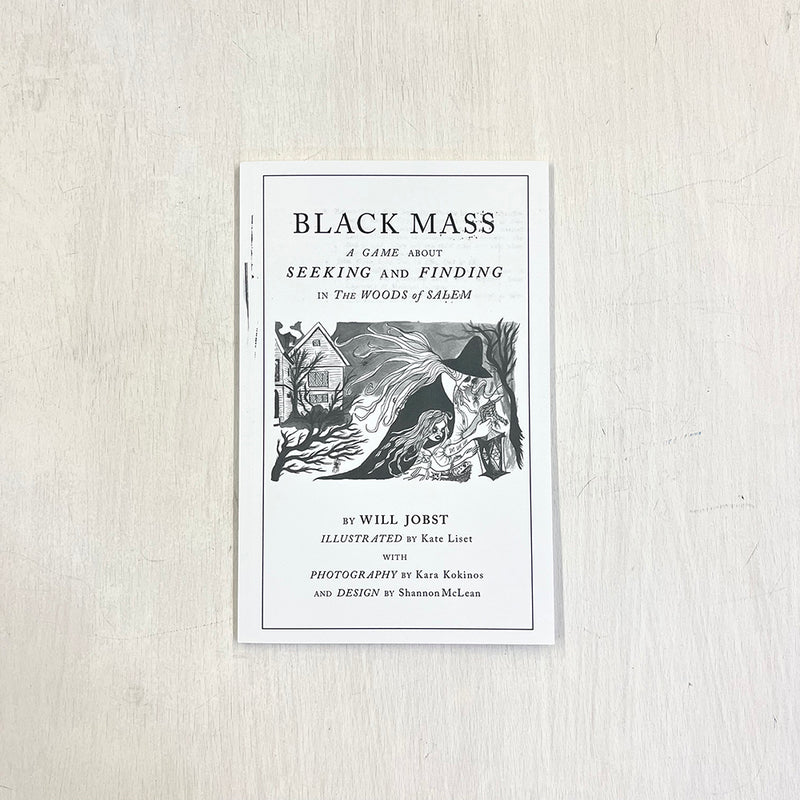 BLACK MASS
A GAME ABOUT
SEEKING AND FINDING
IN THE WOODS of SALEM
BY WILL JOBST
ILLUSTRATED BY Kate Liset
WITH
PHOTOGRAPHY BY Kara Kokinos
AND DESIGN BY Shannon McLean